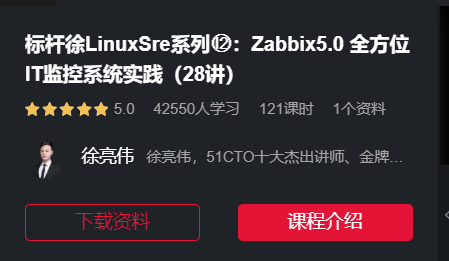 标杆徐LinuxSre系列⑫：Zabbix5.0 全方位
IT监控系统实践（28讲）
5.0 42550人学习 121课时 1个资料
徐亮伟 徐亮伟，51CTO十大杰出讲师、金牌...
下载资料 课程介绍